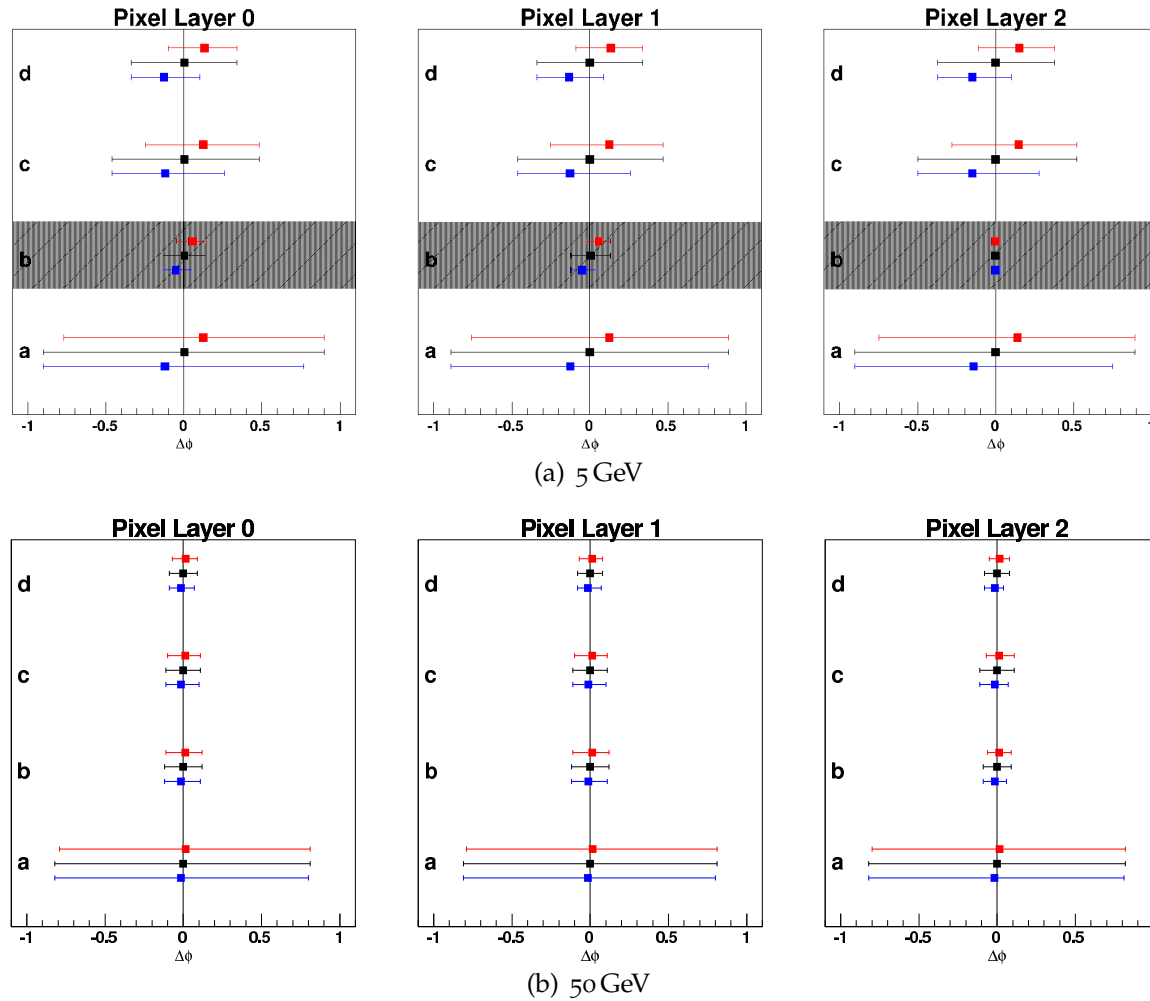 Pixel Layer 0 Pixel Layer 1 Pixel Layer 2
d d d
c c c
b b b
a a a
-1 -0.5 0 0.5 1 -1 -0.5 0 0.5 1 -1 -0.5 0 0.5 1
Δϕ Δϕ Δϕ
(a) 5 GeV
Pixel Layer 0 Pixel Layer 1 Pixel Layer 2
d d d
c c c
b b b
a a a
-1 -0.5 0 0.5 1 -1 -0.5 0 0.5 1 -1 -0.5 0 0.5
Δϕ Δϕ Δϕ
(b) 50 GeV